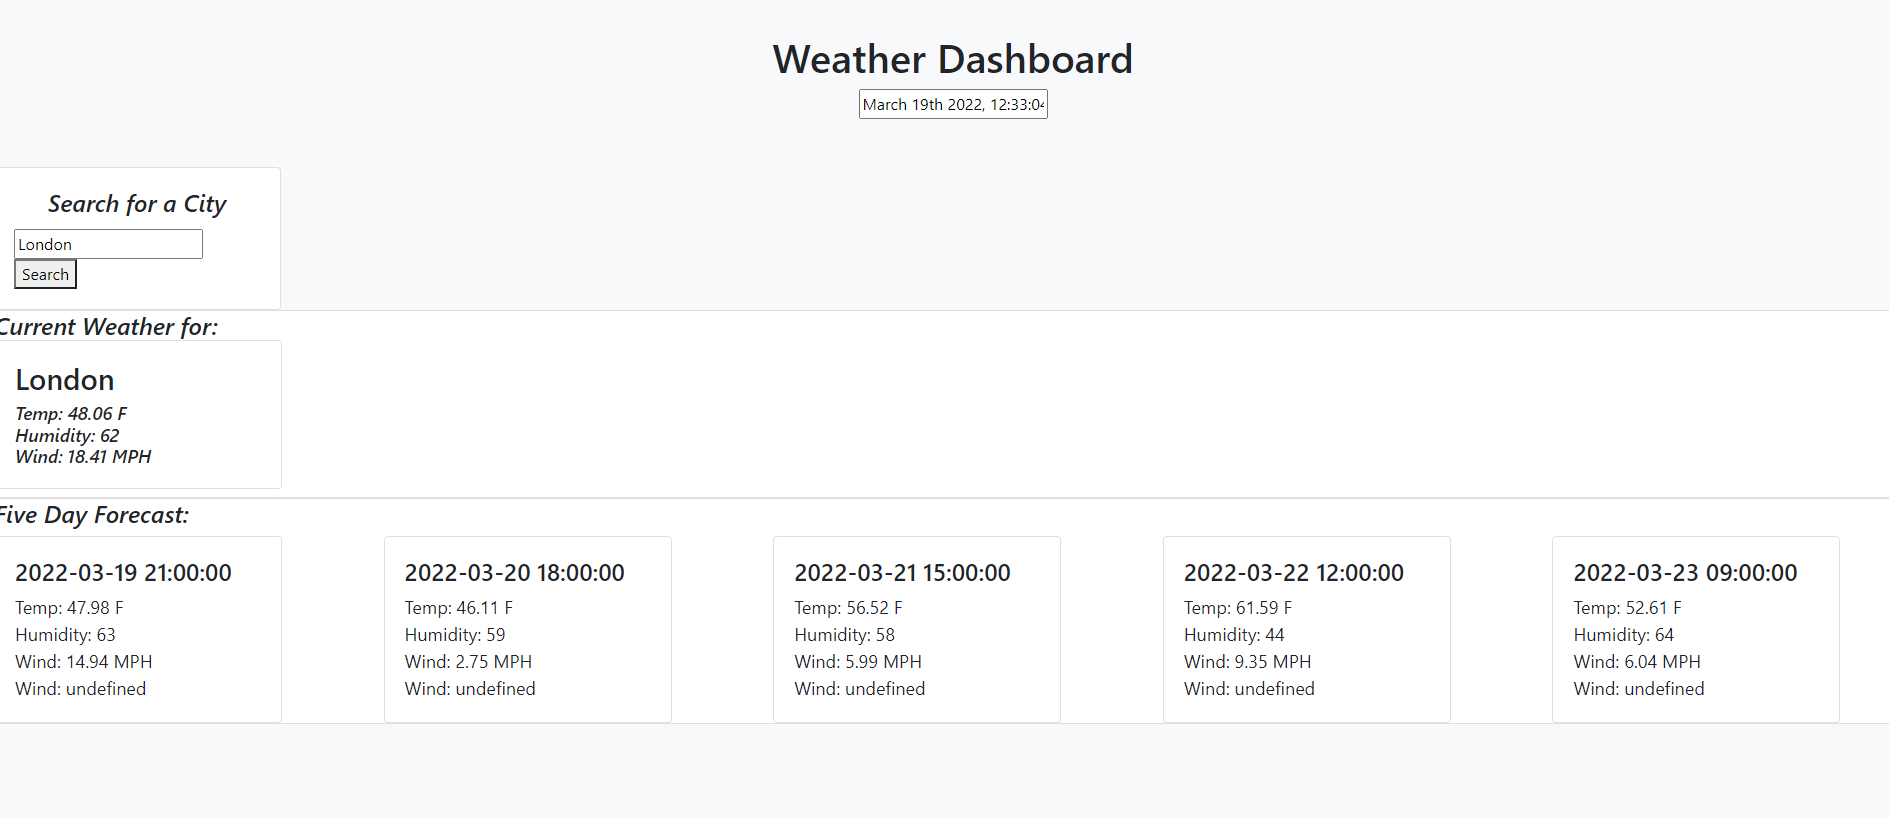 Weather Dashboard
March 19th 2022, 12:33:04
Search for a City
London
Search
Current Weather for:
London
Temp: 48.06 F
Humidity: 62
Wind: 18.41 MPH
Five Day Forecast:
2022-03-19 21:00:00
Temp: 47.98 F
Humidity: 63
Wind: 14.94 MPH
Wind: undefined
2022-03-20 18:00:00
Temp: 46.11 F
Humidity: 59
Wind: 2.75 MPH
Wind: undefined
2022-03-21 15:00:00
Temp: 56.52 F
Humidity: 58
Wind: 5.99 MPH
Wind: undefined
2022-03-22 12:00:00
Temp: 61.59 F
Humidity: 44
Wind: 9.35 MPH
Wind: undefined
2022-03-23 09:00:00
Temp: 52.61 F
Humidity: 64
Wind: 6.04 MPH
Wind: undefined